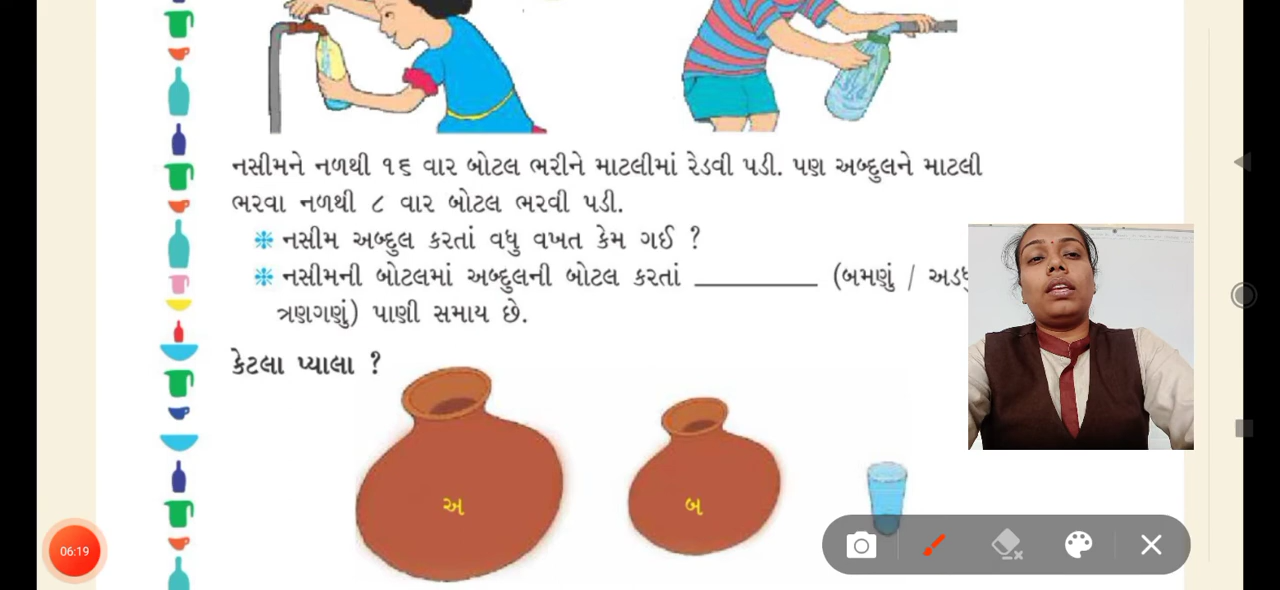 નસીમને નળથી ૧૬ વાર બોટલ ભરીને માટલીમાં રેડવી પડી. પણ અબ્દુલને માટલી
ભરવા નળથી ૮ વાર બોટલ ભરવી પડી.
નસીમ અબ્દુલ કરતાં વધુ વખત કેમ ગઈ ?
નસીમની બોટલમાં અબ્દુલની બોટલ કરતાં ________ (બમણું /
ત્રણગણું) પાણી સમાય છે.
કેટલા પ્યાલા ?
અ
બ
06:19